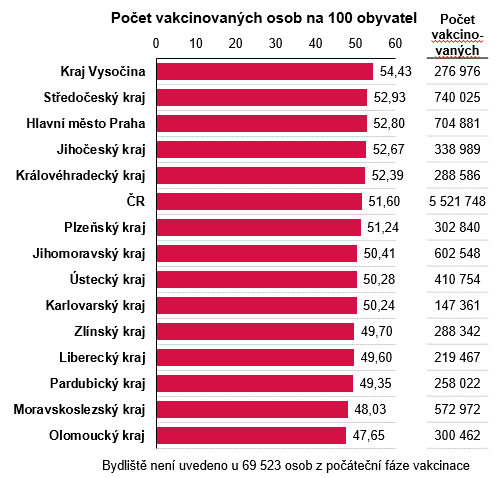 Počet vakcinovaných osob na 100 obyvatel
Počet
vakcino-
vaných
0 10 20 30 40 50 60
Kraj Vysočina 54,43 276 976
Středočeský kraj 52,93 740 025
Hlavní město Praha 52,80 704 881
Jihočeský kraj 52,67 338 989
Královéhradecký kraj 52,39 288 586
ČR 51,60 5 521 748
Plzeňský kraj 51,24 302 840
Jihomoravský kraj 50,41 602 548
Ústecký kraj 50,28 410 754
Karlovarský kraj 50,24 147 361
Zlínský kraj 49,70 288 342
Liberecký kraj 49,60 219 467
Pardubický kraj 49,35 258 022
Moravskoslezský kraj 48,03 572 972
Olomoucký kraj 47,65 300 462
Bydliště není uvedeno u 69 523 osob z počáteční fáze vakcinace